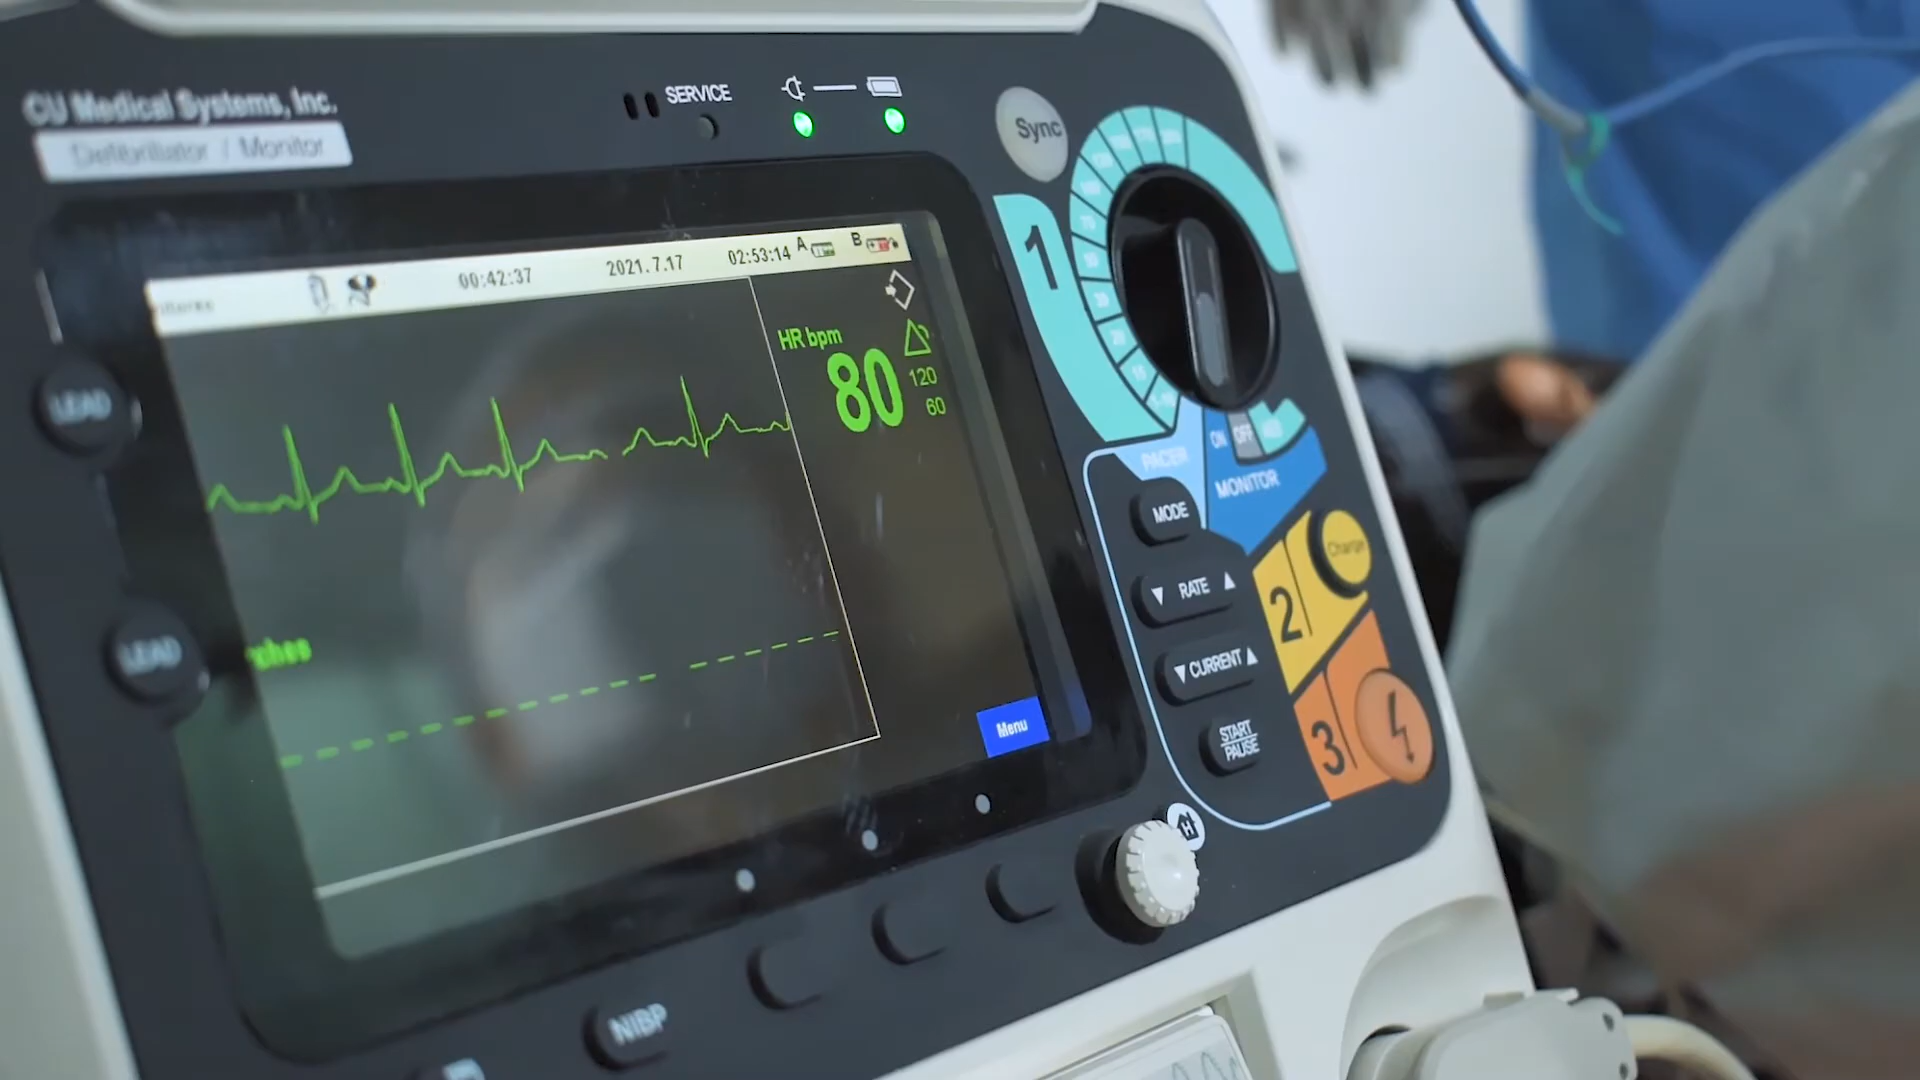 CU Medical Systems, Inc.
Defibrillator / Monitor
SERVICE
Sync
00:42:37
2021.7.17
02:53:14
A
B
HR bpm
80
120
60
LEAD
LEAD
Menu
1
PACER
ON
OFF
MONITOR
MODE
RATE
CURRENT
START
PAUSE
2
Charge
3
H
NIBP